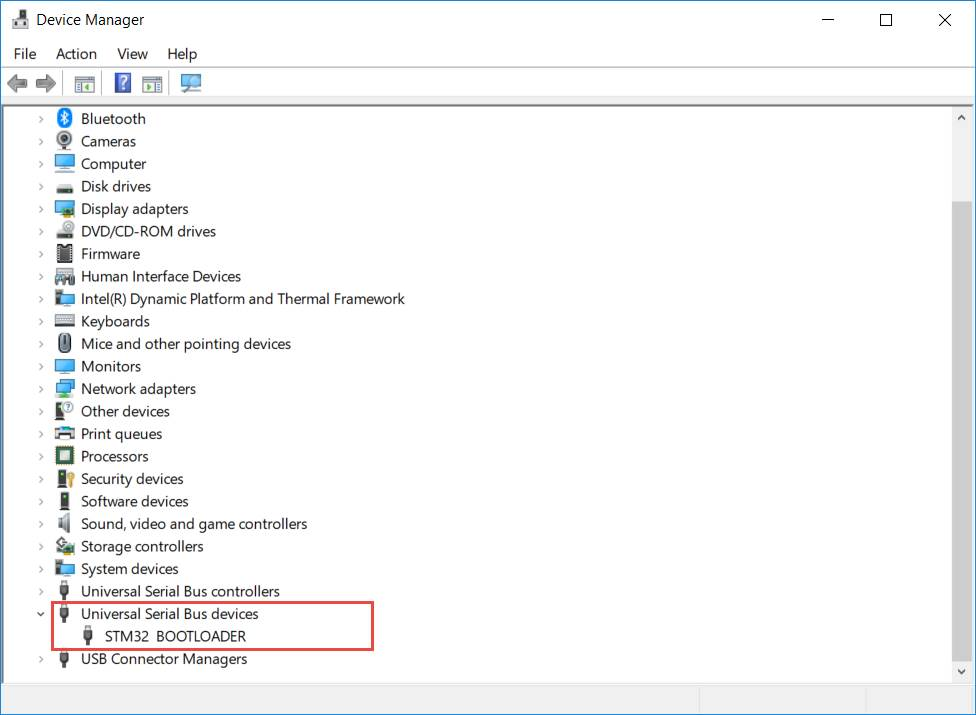 Device Manager
File Action View Help
Bluetooth
Cameras
Computer
Disk drives
Display adapters
DVD/CD-ROM drives
Firmware
Human Interface Devices
Intel(R) Dynamic Platform and Thermal Framework
Keyboards
Mice and other pointing devices
Monitors
Network adapters
Other devices
Print queues
Processors
Security devices
Software devices
Sound, video and game controllers
Storage controllers
System devices
Universal Serial Bus controllers
Universal Serial Bus devices
STM32 BOOTLOADER
USB Connector Managers